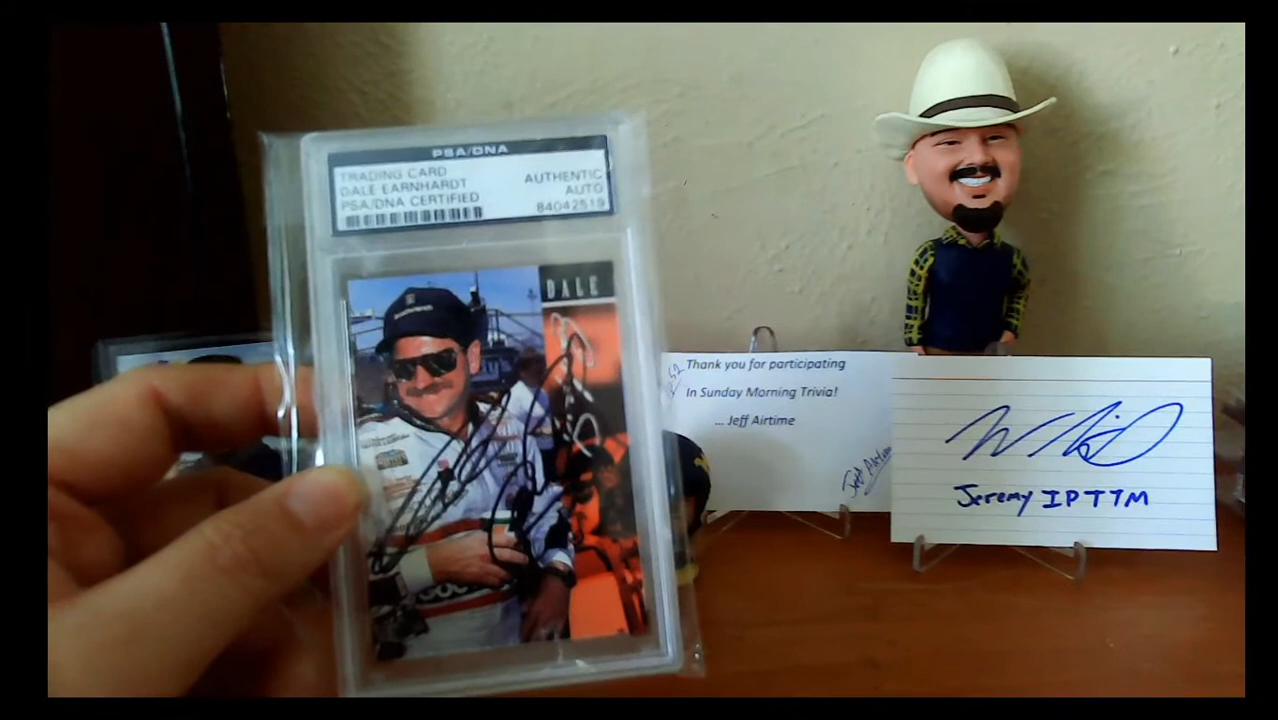 PSA/DNA
TRADING CARD
DALE EARNHARDT
PSA/DNA CERTIFIED
AUTHENTIC
AUTO
84042519
DALE
Thank you for participating
In Sunday Morning Trivia!
... Jeff Airtime
Jeremy IPTTM